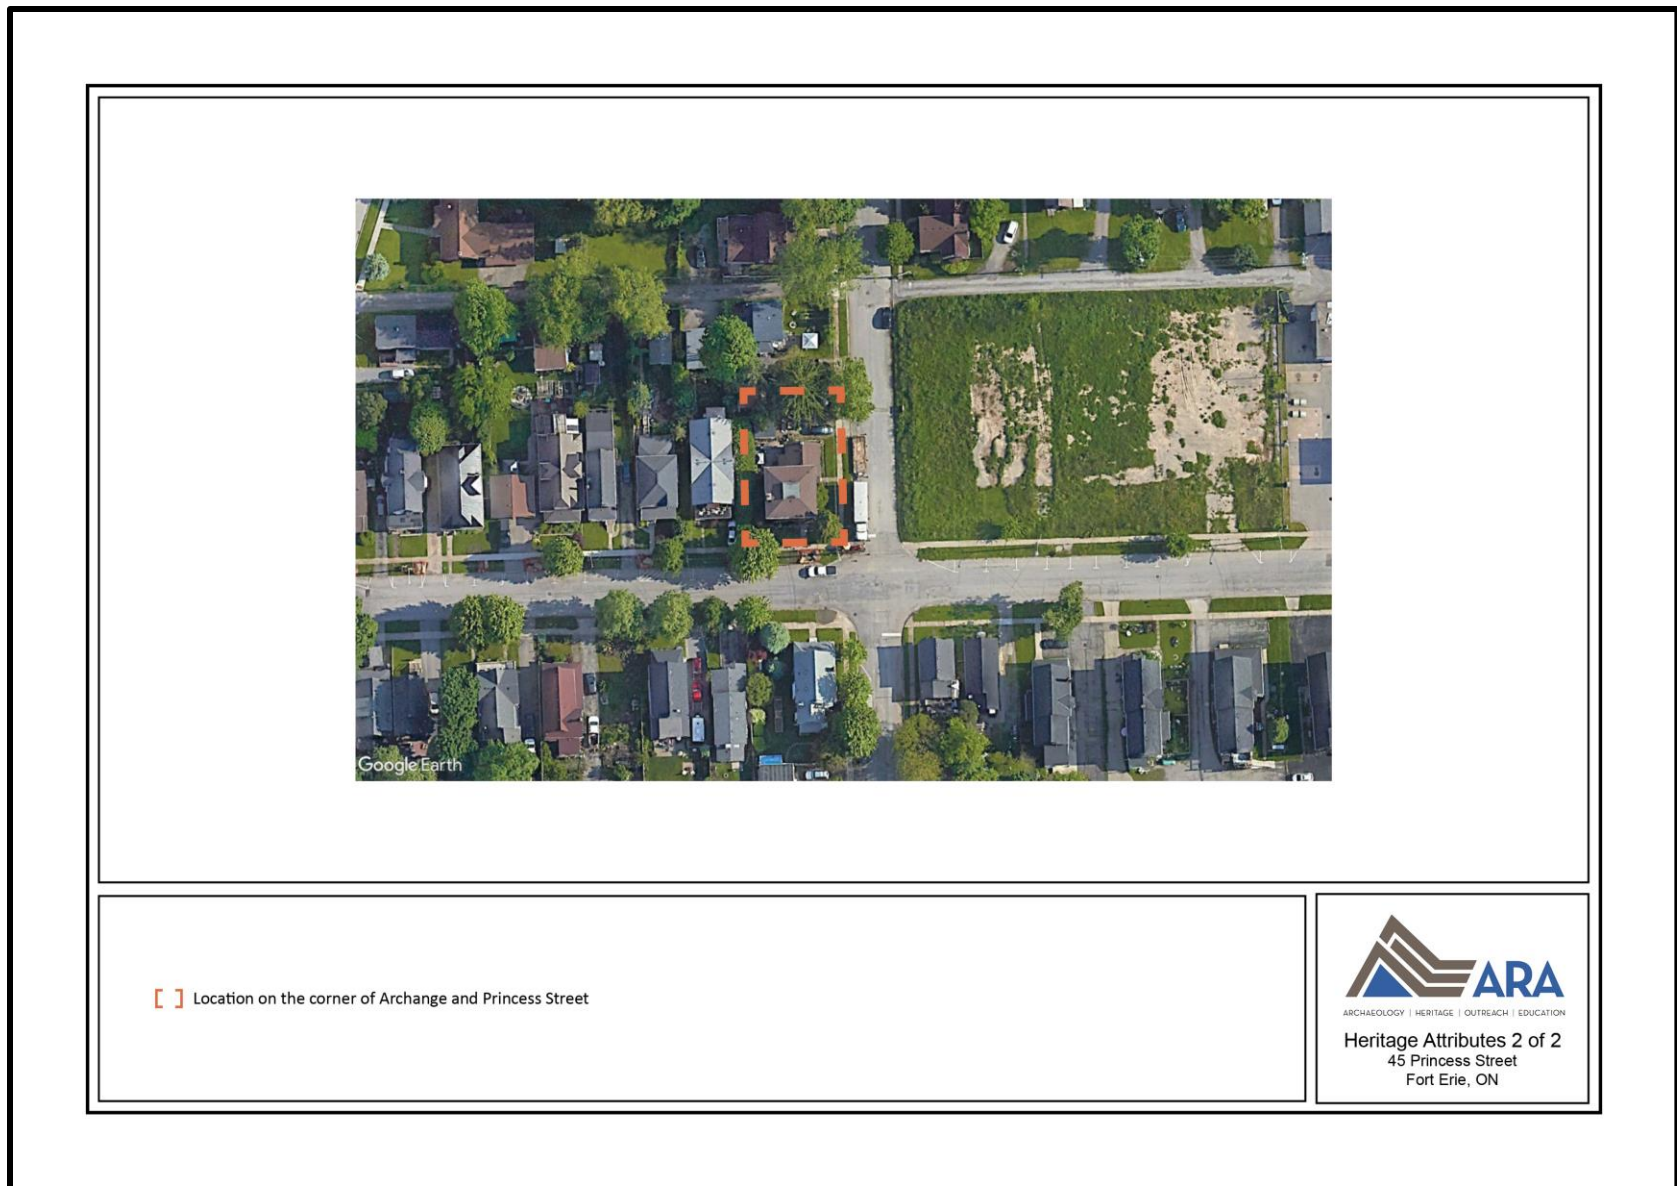 Google Earth
Location on the corner of Archange and Princess Street
ARA
ARCHAEOLOGY | HERITAGE | OUTREACH | EDUCATION
Heritage Attributes 2 of 2
45 Princess Street
Fort Erie, ON